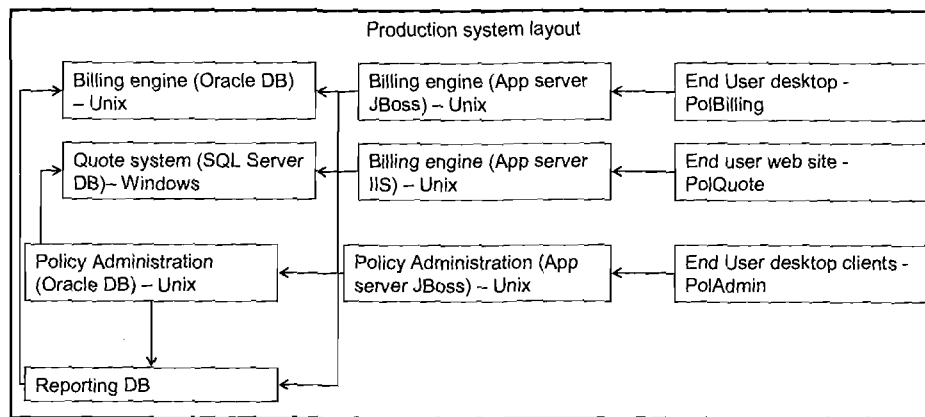 Production system layout
Billing engine (Oracle DB)
– Unix
Billing engine (App server
JBoss) – Unix
End User desktop -
PolBilling
Quote system (SQL Server
DB)– Windows
Billing engine (App server
IIS) – Unix
End user web site -
PolQuote
Policy Administration
(Oracle DB) – Unix
Policy Administration (App
server JBoss) – Unix
End User desktop clients -
PolAdmin
Reporting DB